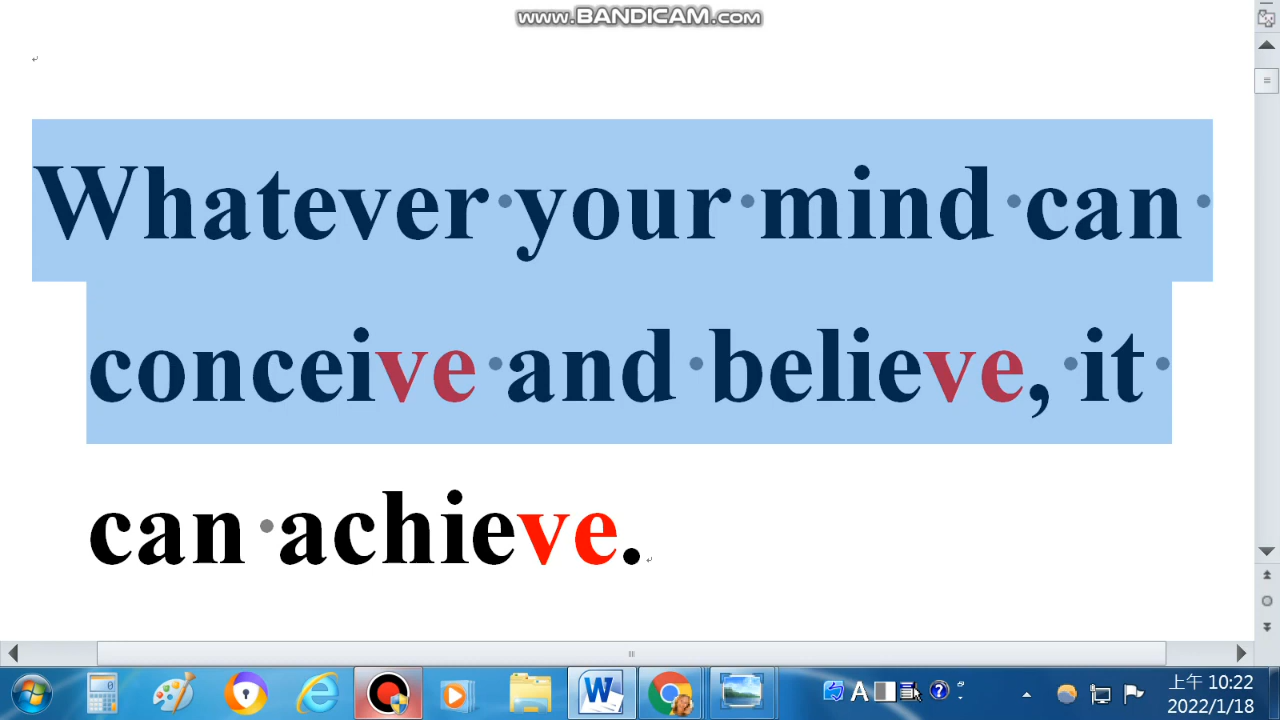 www.BANDICAM.com
Whatever your mind can
conceive and believe, it
can achieve.
上午 10:22
2022/1/18